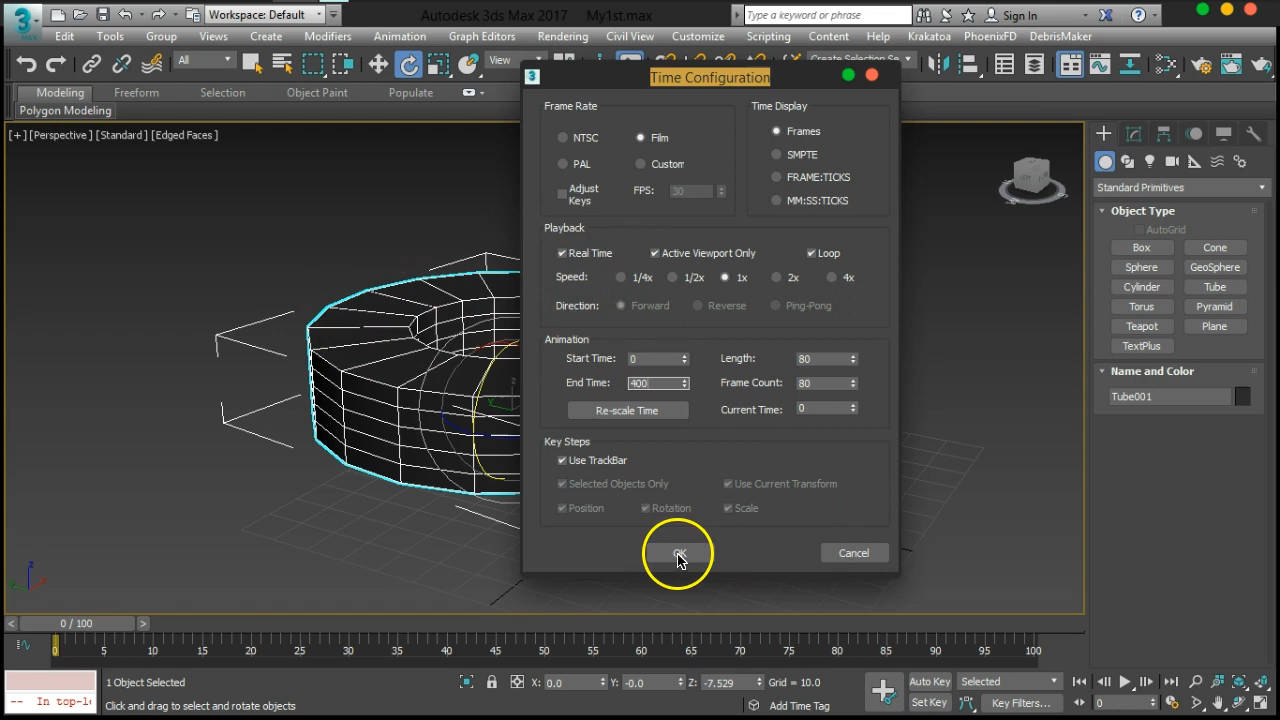 Workspace: Default
Autodesk 3ds Max 2017 My1st.max
Type a keyword or phrase
Sign In
Edit Tools Group Views Create Modifiers Animation Graph Editors Rendering Civil View Customize Scripting Content Help Krakatoa PhoenixFD DebrisMaker
All
View
Create Selection Se
Modeling Freeform Selection Object Paint Populate
Polygon Modeling
[+] [Perspective] [Standard] [Edged Faces]
Time Configuration
Frame Rate
NTSC Film
PAL Custom
Adjust Keys
FPS: 30
Time Display
Frames
SMPTE
FRAME:TICKS
MM:SS:TICKS
Playback
Real Time Active Viewport Only Loop
Speed: 1/4x 1/2x 1x 2x 4x
Direction: Forward Reverse Ping-Pong
Animation
Start Time: 0 Length: 80
End Time: 400 Frame Count: 80
Re-scale Time Current Time: 0
Key Steps
Use TrackBar
Selected Objects Only Use Current Transform
Position Rotation Scale
OK Cancel
Standard Primitives
Object Type
AutoGrid
Box Cone
Sphere GeoSphere
Cylinder Tube
Torus Pyramid
Teapot Plane
TextPlus
Name and Color
Tube001
< 0 / 100 >
0 5 10 15 20 25 30 35 40 45 50 55 60 65 70 75 80 85 90 95 100
1 Object Selected
X: 0.0 Y: -0.0 Z: -7.529 Grid = 10.0
Auto Key Selected
-- In top-le
Click and drag to select and rotate objects
Add Time Tag
Set Key Key Filters... 0